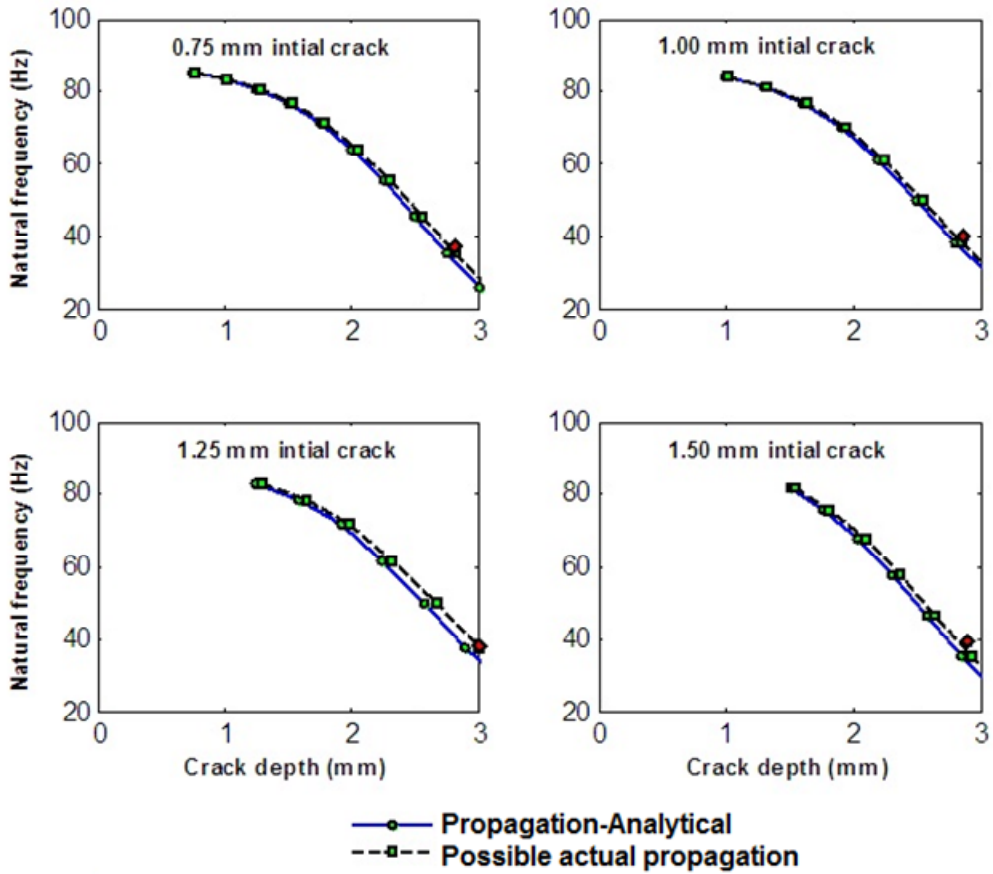 0.75 mm intial crack
Natural frequency (Hz)
100
80
60
40
20
0 1 2 3
1.00 mm intial crack
100
80
60
40
20
0 1 2 3
1.25 mm intial crack
Natural frequency (Hz)
100
80
60
40
20
0 1 2 3
Crack depth (mm)
1.50 mm intial crack
100
80
60
40
20
0 1 2 3
Crack depth (mm)
Propagation-Analytical
Possible actual propagation